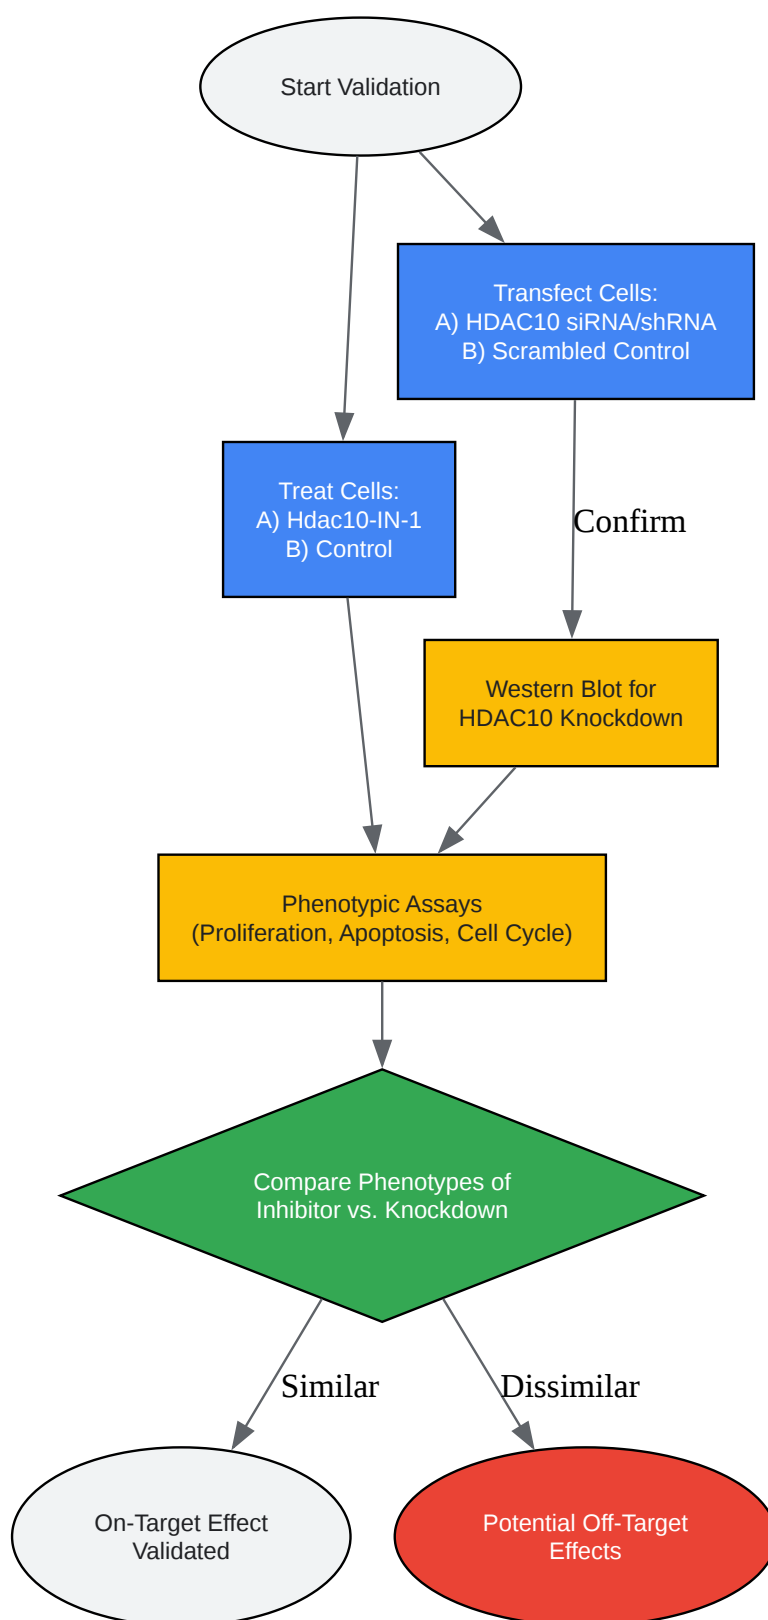 Start Validation
Transfect Cells:
A) HDAC10 siRNA/shRNA
B) Scrambled Control
Treat Cells:
A) Hdac10-IN-1
B) Control
Confirm
Western Blot for
HDAC10 Knockdown
Phenotypic Assays
(Proliferation, Apoptosis, Cell Cycle)
Compare Phenotypes of
Inhibitor vs. Knockdown
Similar
Dissimilar
On-Target Effect
Validated
Potential Off-Target
Effects